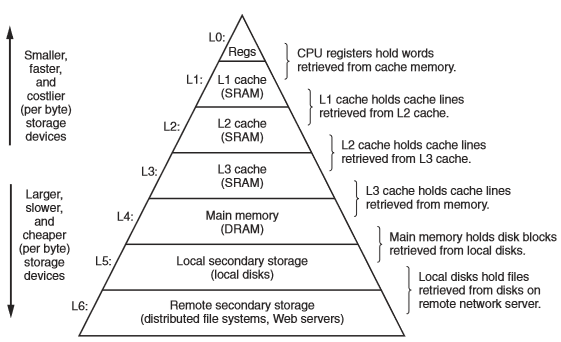 L0:
Regs
CPU registers hold words
retrieved from cache memory.
Smaller,
faster,
and
costlier
(per byte)
storage
devices
L1:
L1 cache
(SRAM)
L1 cache holds cache lines
retrieved from L2 cache.
L2:
L2 cache
(SRAM)
L2 cache holds cache lines
retrieved from L3 cache.
L3:
L3 cache
(SRAM)
L3 cache holds cache lines
retrieved from memory.
Larger,
slower,
and
cheaper
(per byte)
storage
devices
L4:
Main memory
(DRAM)
Main memory holds disk blocks
retrieved from local disks.
L5:
Local secondary storage
(local disks)
Local disks hold files
retrieved from disks on
remote network server.
L6:
Remote secondary storage
(distributed file systems, Web servers)